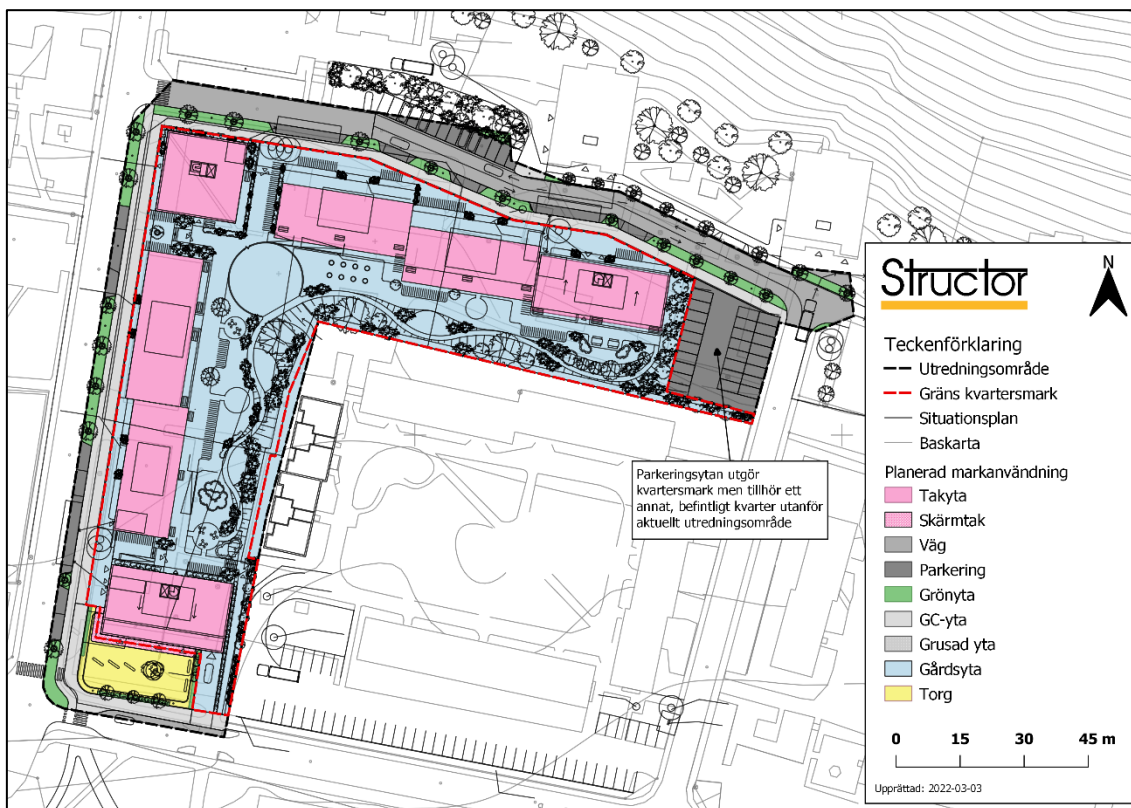 Structor
N
Teckenförklaring
Utredningsområde
Gräns kvartersmark
Situationsplan
Baskarta
Planerad markanvändning
Takyta
Skärmtak
Väg
Parkering
Grönyta
GC-yta
Grusad yta
Gårdsyta
Torg
0 15 30 45 m
Upprättad: 2022-03-03
Parkeringsytan utgör
kvartersmark men tillhör ett
annat, befintligt kvarter utanför
aktuellt utredningsområde